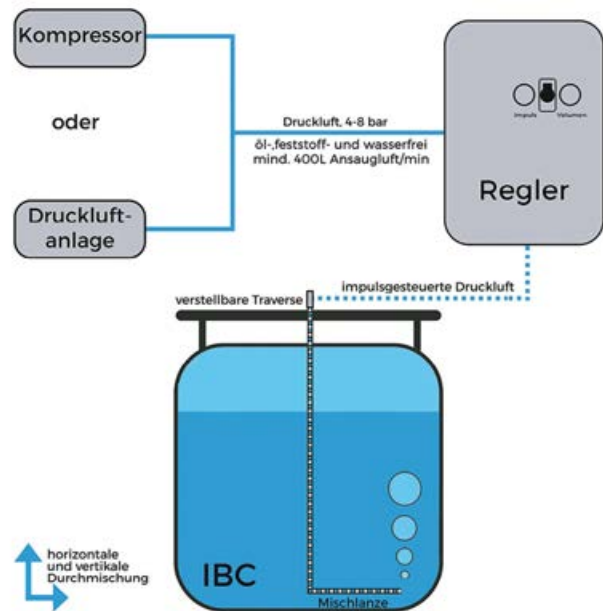 Kompressor
oder
Druckluft-
anlage
Druckluft, 4-8 bar
öl-,feststoff- und wasserfrei
mind. 400L Ansaugluft/min
Impuls
Volumen
Regler
impulsgesteuerte Druckluft
verstellbare Traverse
horizontale
und vertikale
Durchmischung
IBC
Mischlanze